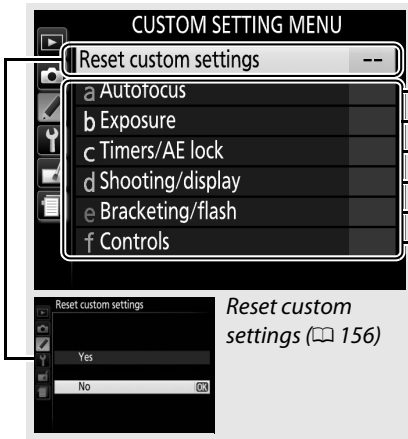 CUSTOM SETTING MENU
Reset custom settings --
a Autofocus
b Exposure
c Timers/AE lock
d Shooting/display
e Bracketing/flash
f Controls
Reset custom settings
Yes
No OK
Reset custom
settings (📖 156)